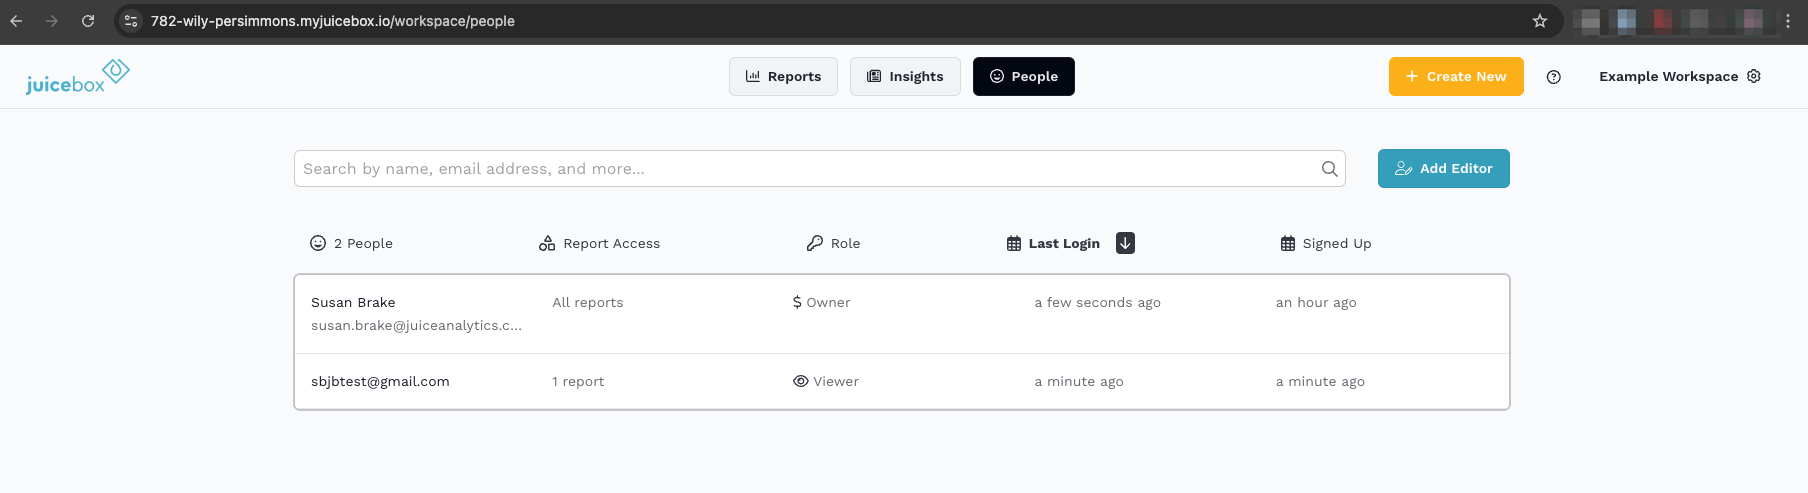 782-wily-persimmons.myjuicebox.io/workspace/people
juicebox
Reports
Insights
People
+ Create New
Example Workspace
Search by name, email address, and more...
Add Editor
2 People
Report Access
Role
Last Login
Signed Up
Susan Brake
All reports
$ Owner
a few seconds ago
an hour ago
susan.brake@juiceanalytics.c...
sbjbtest@gmail.com
1 report
Viewer
a minute ago
a minute ago